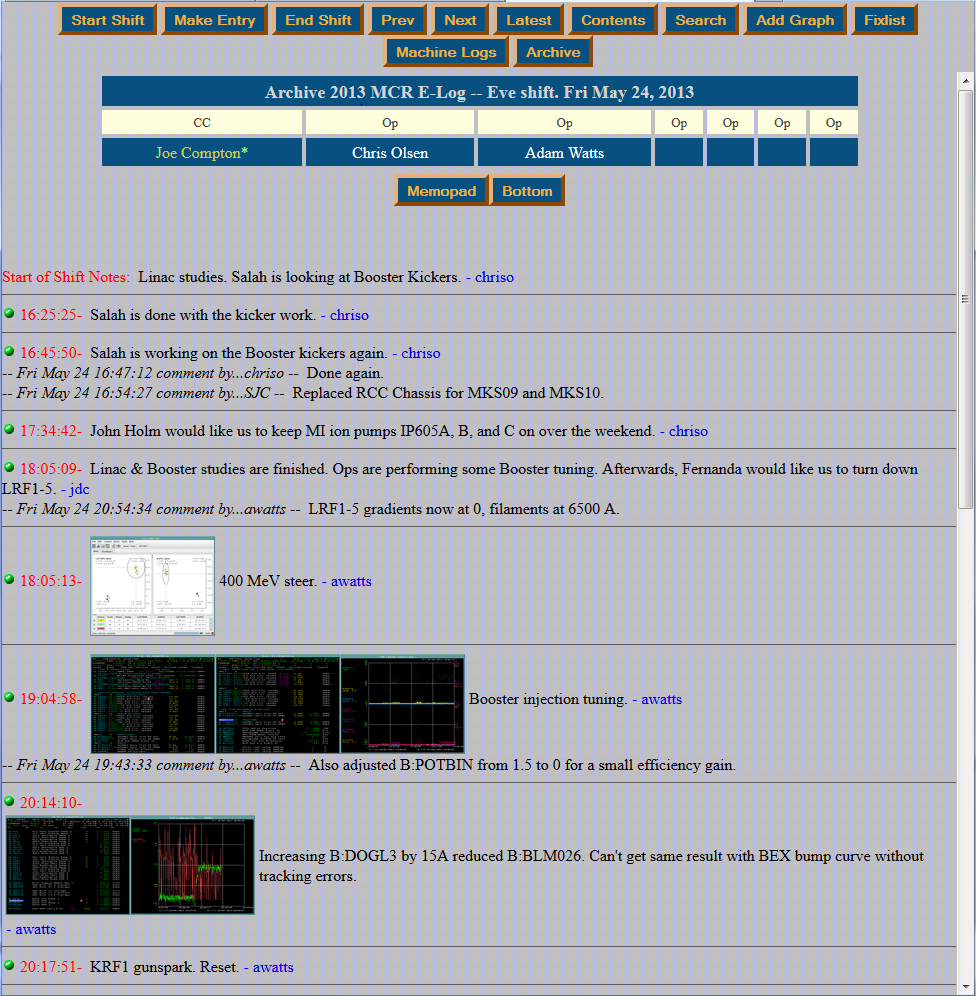 Start Shift Make Entry End Shift Prev Next Latest Contents Search Add Graph Fixlist
Machine Logs Archive
Archive 2013 MCR E-Log -- Eve shift. Fri May 24, 2013
CC Op Op Op Op Op Op
Joe Compton* Chris Olsen Adam Watts
Memopad Bottom
Start of Shift Notes: Linac studies. Salah is looking at Booster Kickers. - chriso
16:25:25- Salah is done with the kicker work. - chriso
16:45:50- Salah is working on the Booster kickers again. - chriso
-- Fri May 24 16:47:12 comment by...chriso -- Done again.
-- Fri May 24 16:54:27 comment by...SJC -- Replaced RCC Chassis for MKS09 and MKS10.
17:34:42- John Holm would like us to keep MI ion pumps IP605A, B, and C on over the weekend. - chriso
18:05:09- Linac & Booster studies are finished. Ops are performing some Booster tuning. Afterwards, Fernanda would like us to turn down
LRF1-5. - jdc
-- Fri May 24 20:54:34 comment by...awatts -- LRF1-5 gradients now at 0, filaments at 6500 A.
18:05:13- 400 MeV steer. - awatts
19:04:58- Booster injection tuning. - awatts
-- Fri May 24 19:43:33 comment by...awatts -- Also adjusted B:POTBIN from 1.5 to 0 for a small efficiency gain.
20:14:10-
Increasing B:DOGL3 by 15A reduced B:BLM026. Can't get same result with BEX bump curve without
tracking errors.
- awatts
20:17:51- KRF1 gunspark. Reset. - awatts